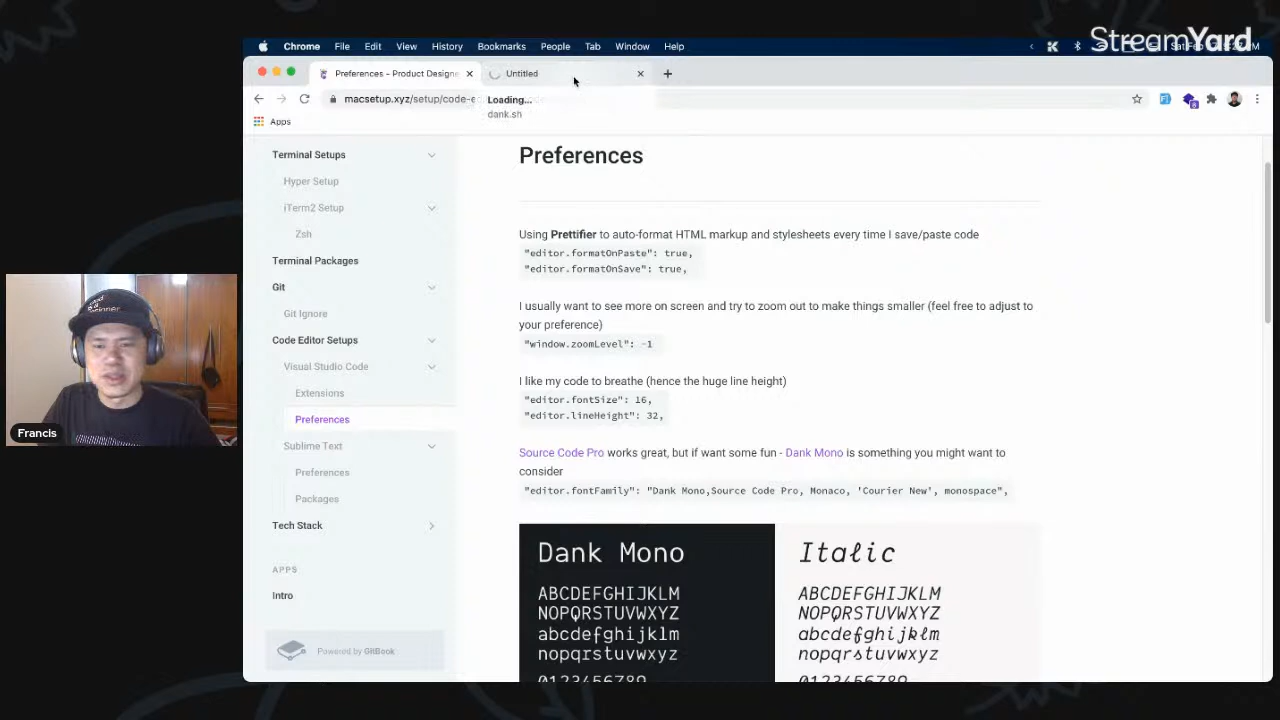 StreamYard
Chrome File Edit View History Bookmarks People Tab Window Help
Preferences - Product Designe
Untitled
macsetup.xyz/setup/code-e
Loading...
dank.sh
Apps
Terminal Setups
Hyper Setup
iTerm2 Setup
Zsh
Terminal Packages
Git
Git Ignore
Code Editor Setups
Visual Studio Code
Extensions
Preferences
Sublime Text
Preferences
Packages
Tech Stack
APPS
Intro
Powered by GitBook
Preferences
Using Prettifier to auto-format HTML markup and stylesheets every time I save/paste code
"editor.formatOnPaste": true,
"editor.formatOnSave": true,
I usually want to see more on screen and try to zoom out to make things smaller (feel free to adjust to
your preference)
"window.zoomLevel": -1
I like my code to breathe (hence the huge line height)
"editor.fontSize": 16,
"editor.lineHeight": 32,
Source Code Pro works great, but if want some fun - Dank Mono is something you might want to
consider
"editor.fontFamily": "Dank Mono,Source Code Pro, Monaco, 'Courier New', monospace",
Dank Mono
ABCDEFGHIJKLM
NOPQRSTUVWXYZ
abcdefghijklm
nopqrstuvwxyz
0123456789
Italic
ABCDEFGHIJKLM
NOPQRSTUVWXYZ
abcdefghijklm
nopqrstuvwxyz
0123456789
Francis